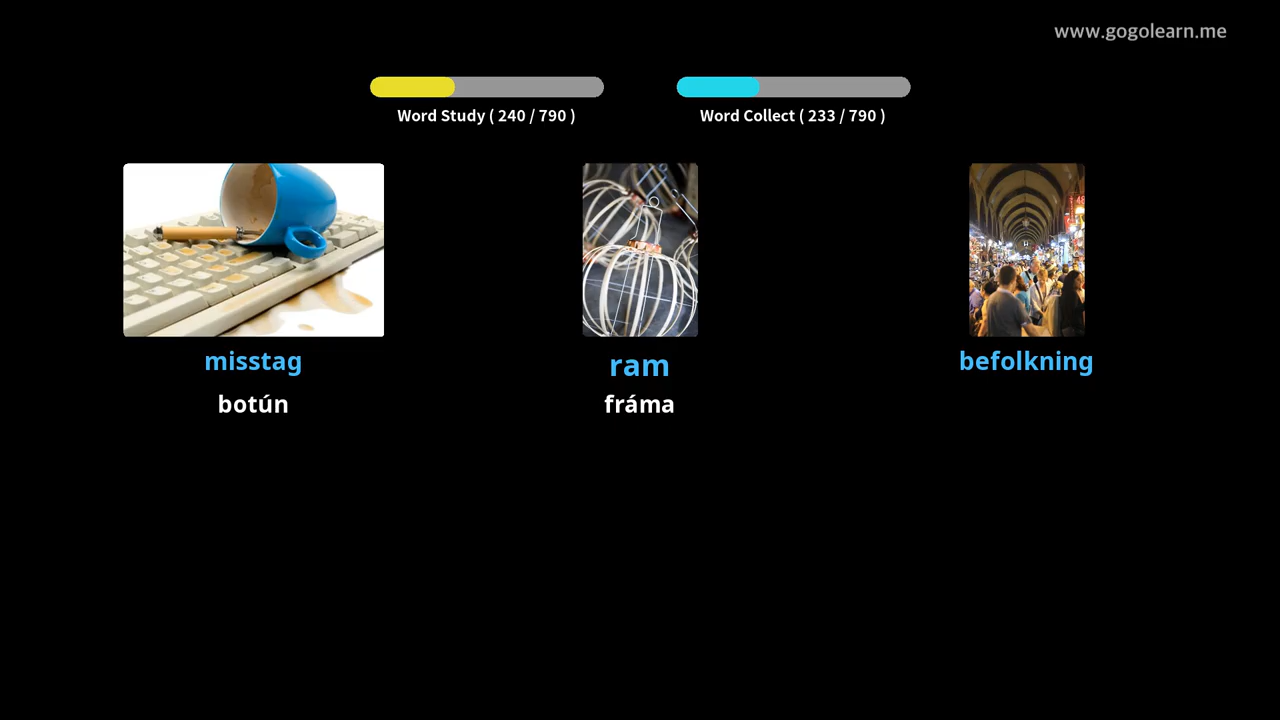 www.gogolearn.me
Word Study ( 240 / 790 )
Word Collect ( 233 / 790 )
misstag
ram
befolkning
botún
fráma